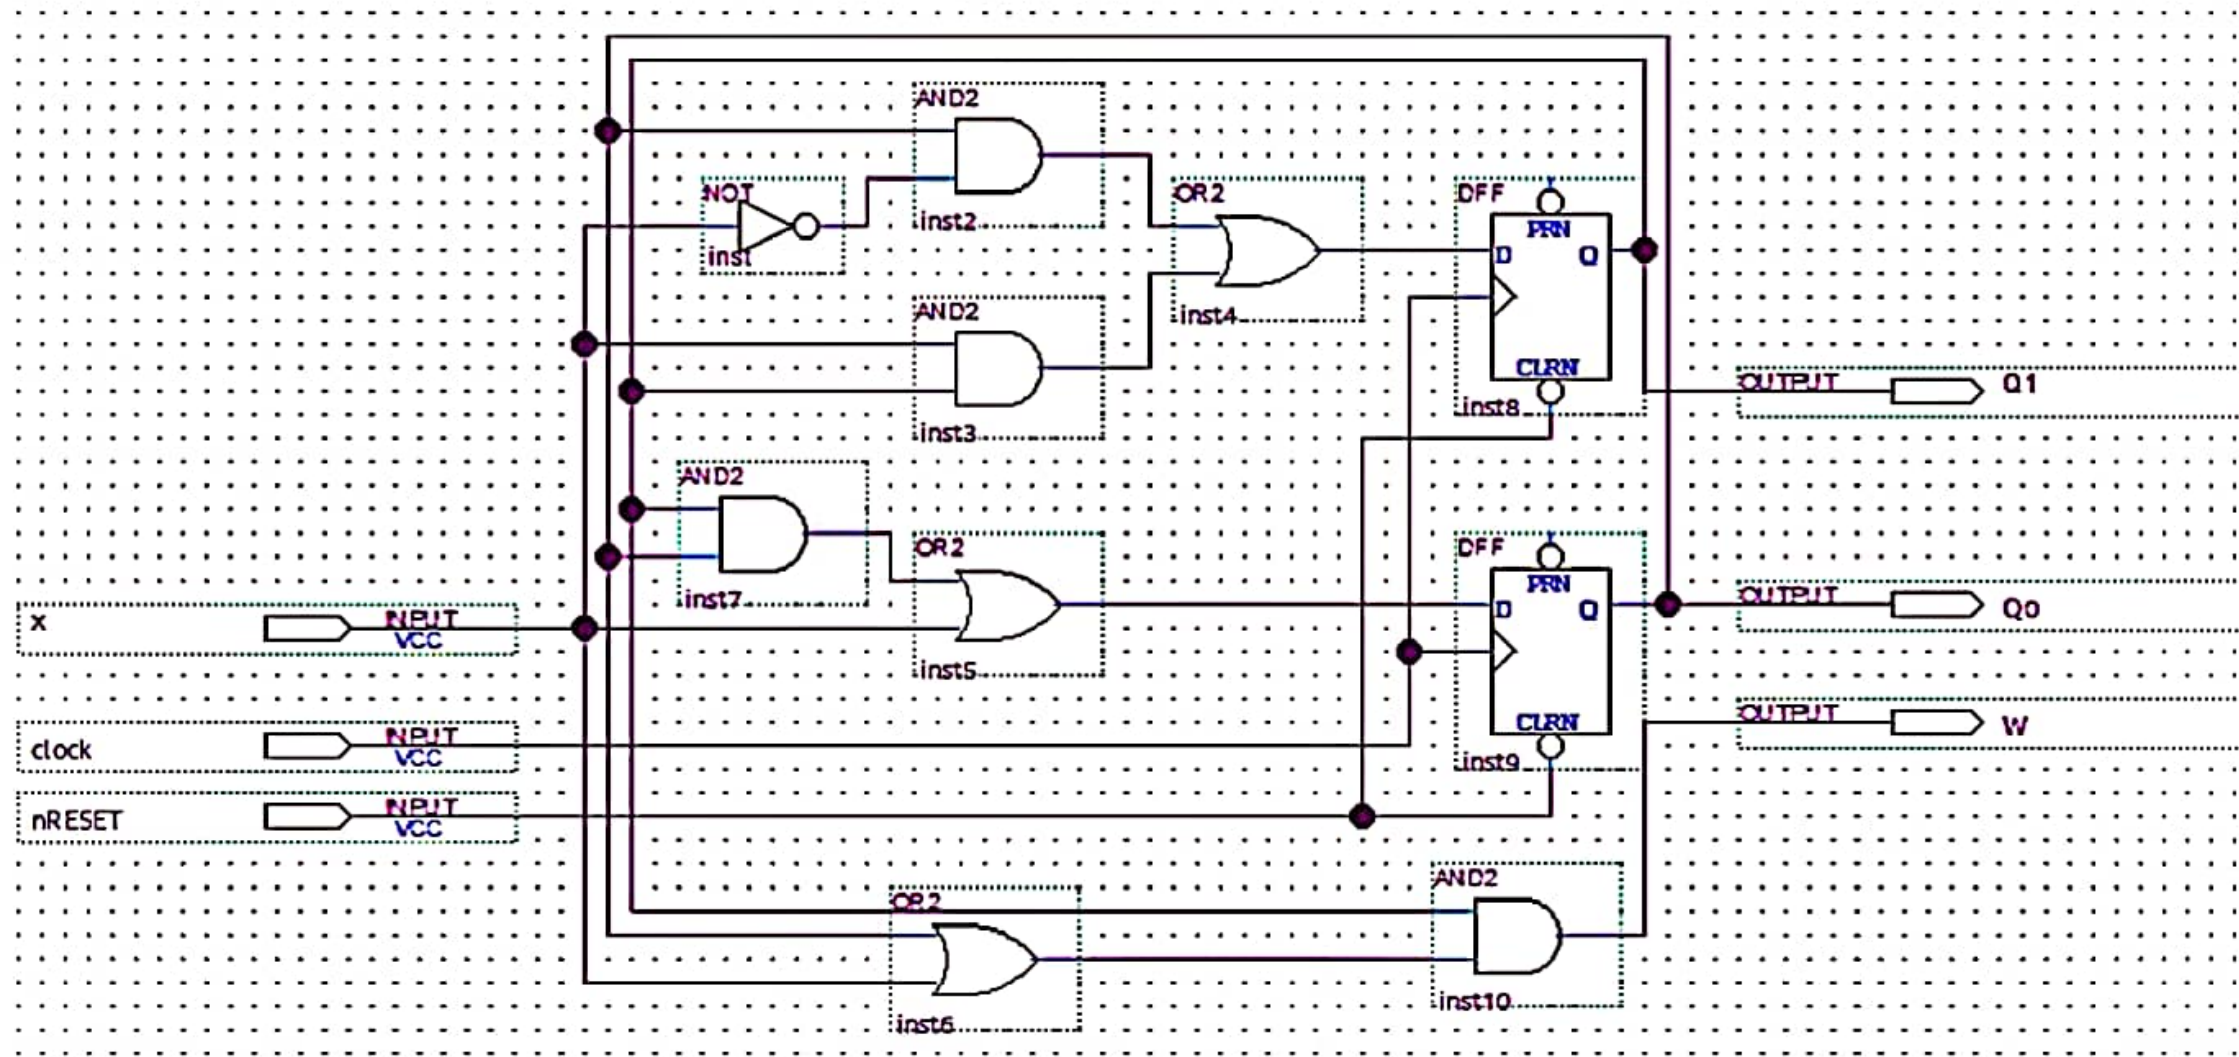 AND2
inst2
NOT
inst
OR2
inst4
DFF
PRN
D
Q
CLRN
inst8
AND2
inst3
OUTPUT
Q1
AND2
inst7
OR2
inst5
DFF
PRN
D
Q
CLRN
inst9
OUTPUT
Q0
x
INPUT
VCC
OUTPUT
W
clock
INPUT
VCC
nRESET
INPUT
VCC
OR2
inst6
AND2
inst10